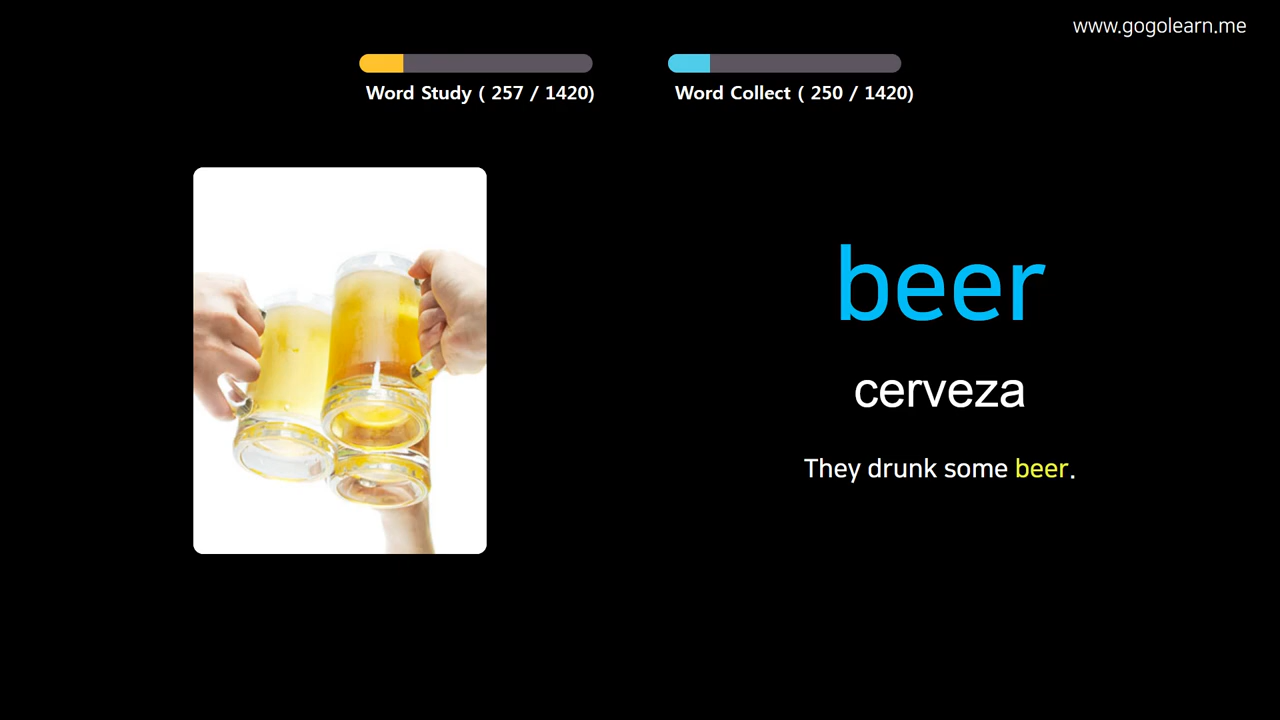 www.gogolearn.me
Word Study ( 257 / 1420)
Word Collect ( 250 / 1420)
beer
cerveza
They drunk some beer.